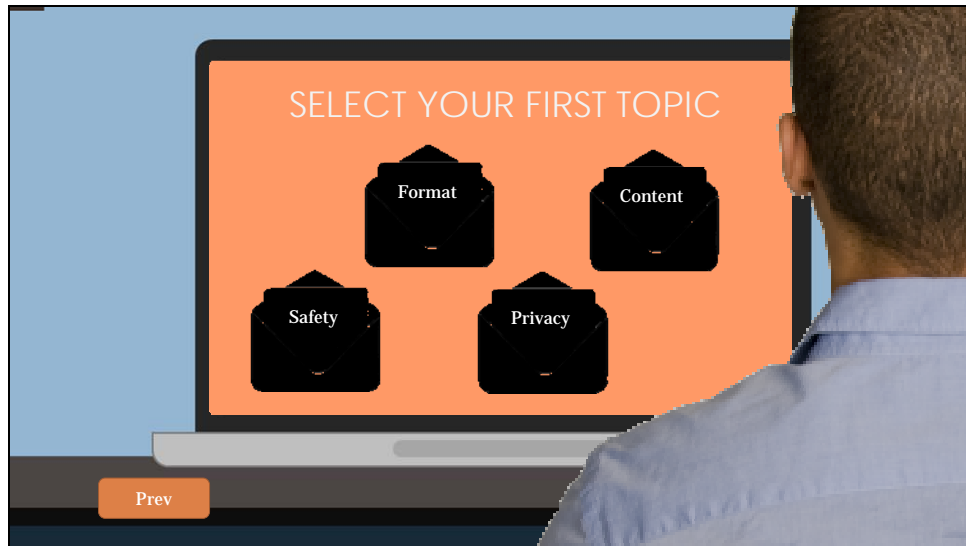 SELECT YOUR FIRST TOPIC
Format
Content
Safety
Privacy
Prev